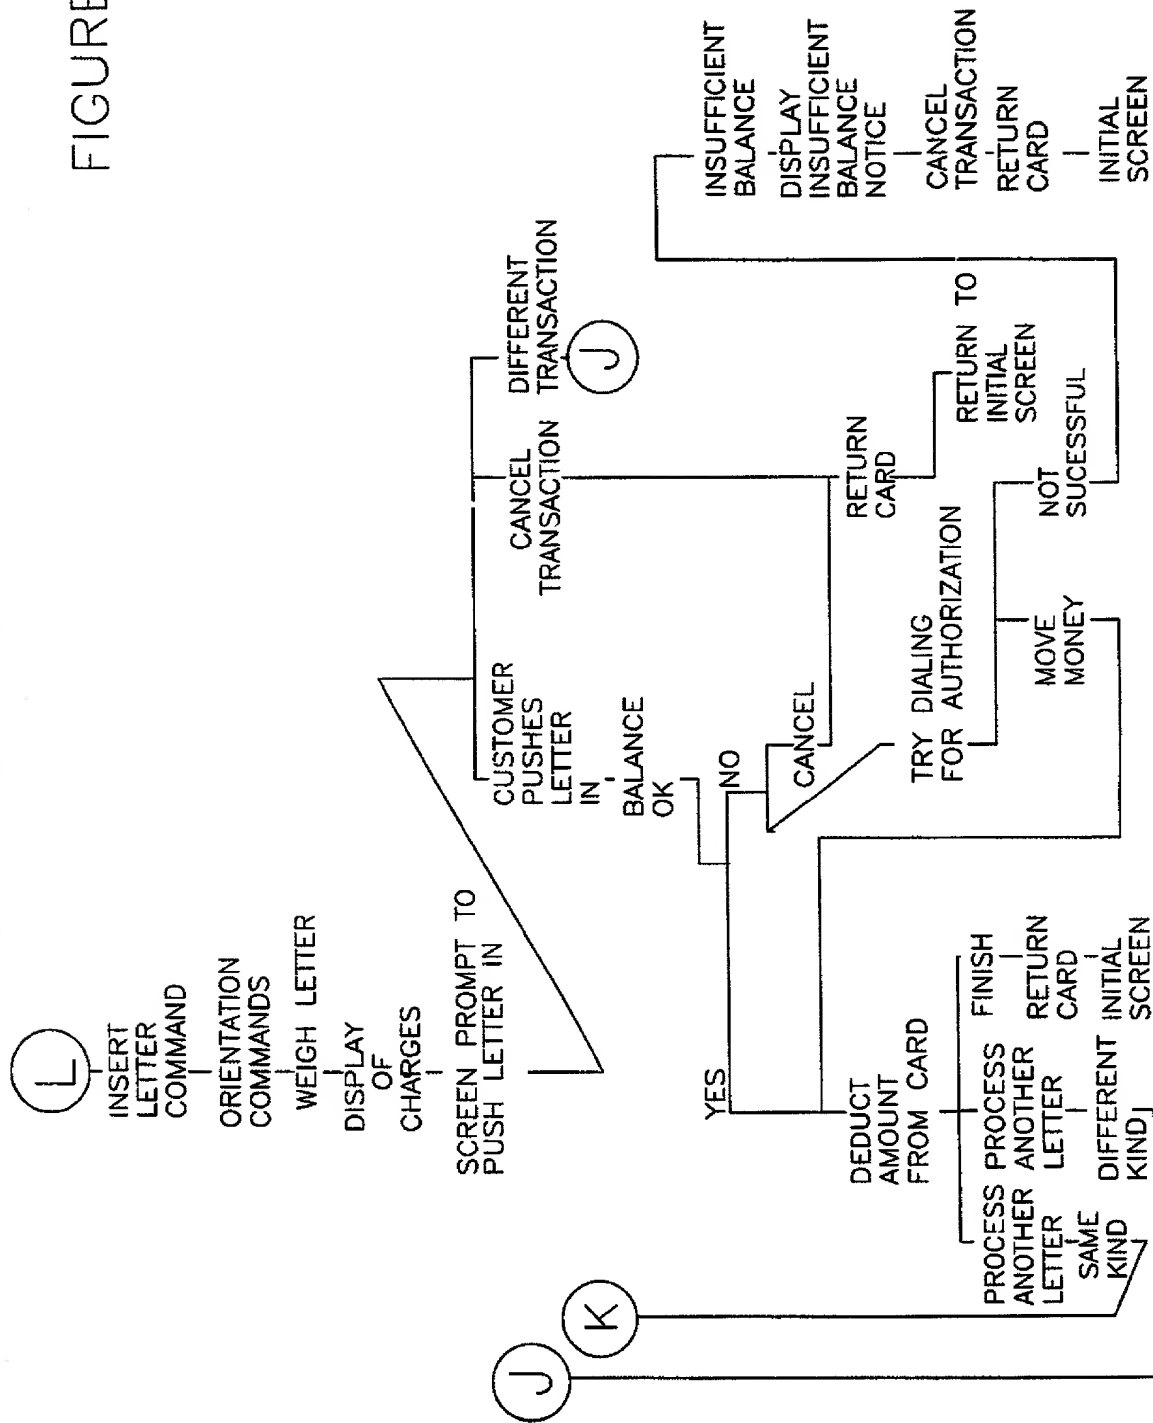 FIGURE
L
INSERT
LETTER
COMMAND
ORIENTATION
COMMANDS
WEIGH LETTER
DISPLAY
OF
CHARGES
SCREEN PROMPT TO
PUSH LETTER IN
CUSTOMER
PUSHES
LETTER
IN
BALANCE
OK
CANCEL
TRANSACTION
DIFFERENT
TRANSACTION
J
YES
NO
CANCEL
RETURN
CARD
RETURN TO
INITIAL
SCREEN
TRY DIALING
FOR AUTHORIZATION
MOVE
MONEY
NOT
SUCESSFUL
INSUFFICIENT
BALANCE
DISPLAY
INSUFFICIENT
BALANCE
NOTICE
CANCEL
TRANSACTION
RETURN
CARD
INITIAL
SCREEN
DEDUCT
AMOUNT
FROM CARD
PROCESS
ANOTHER
LETTER
SAME
KIND
PROCESS
ANOTHER
LETTER
DIFFERENT
KIND
FINISH
RETURN
CARD
INITIAL
SCREEN
J
K